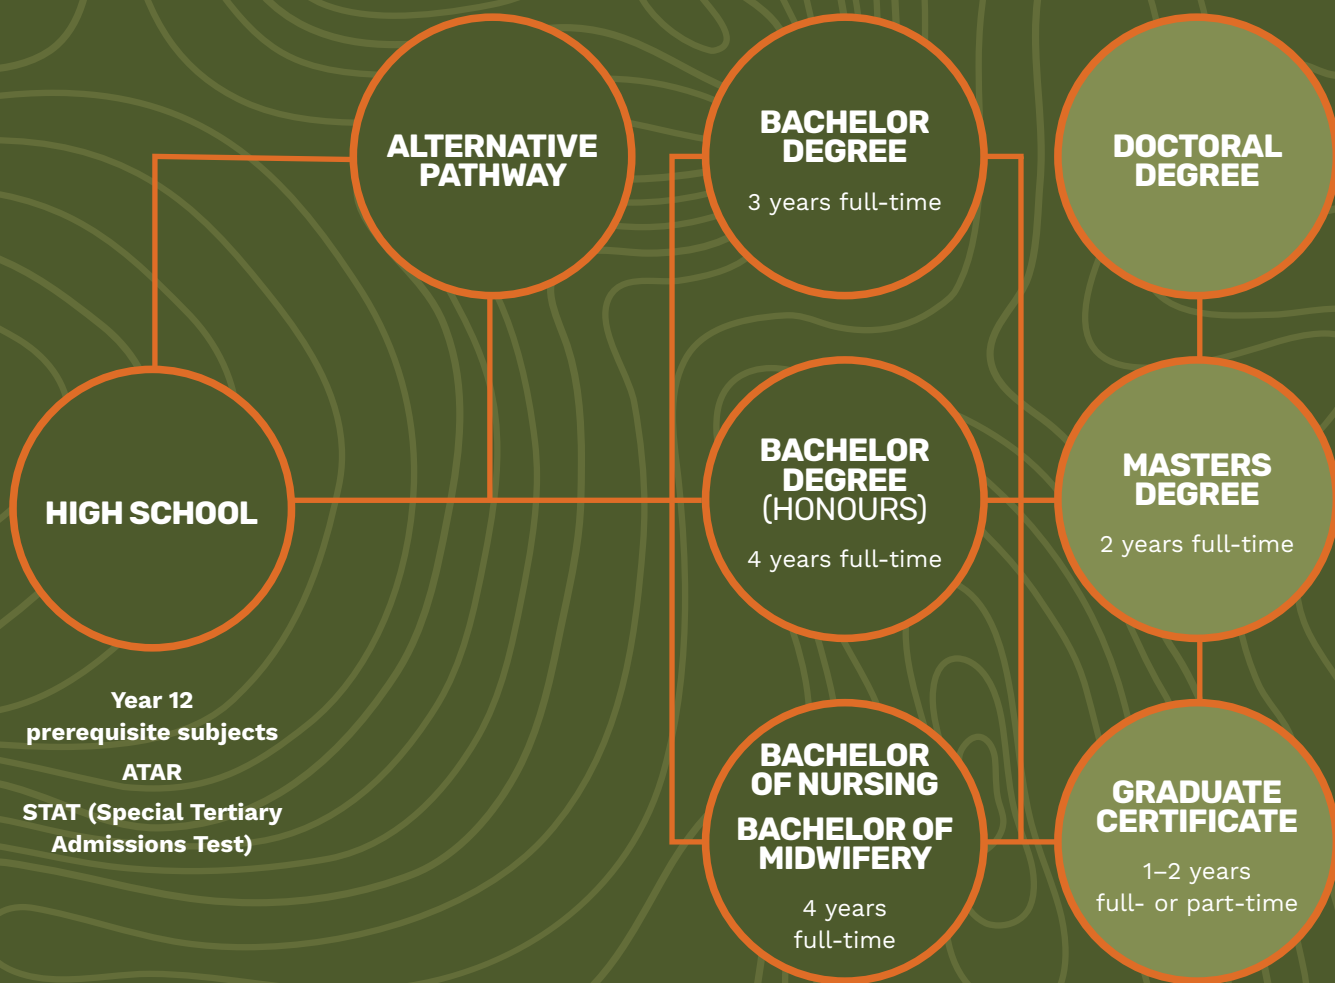 ALTERNATIVE
PATHWAY
BACHELOR
DEGREE
3 years full-time
DOCTORAL
DEGREE
HIGH SCHOOL
BACHELOR
DEGREE
(HONOURS)
4 years full-time
MASTERS
DEGREE
2 years full-time
Year 12
prerequisite subjects
ATAR
STAT (Special Tertiary
Admissions Test)
BACHELOR
OF NURSING
BACHELOR OF
MIDWIFERY
4 years
full-time
GRADUATE
CERTIFICATE
1–2 years
full- or part-time